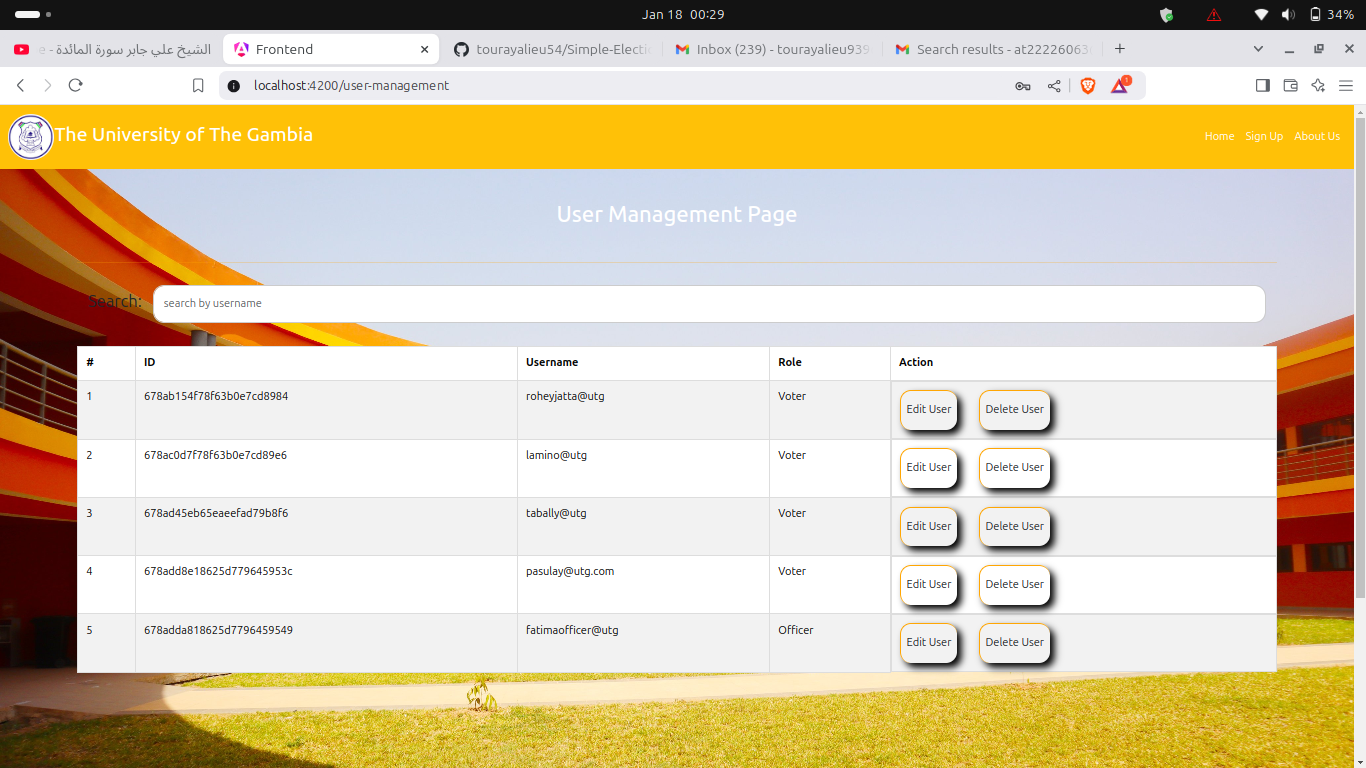 Jan 18 00:29
34%
الشيخ علي جابر سورة المائدة - e
Frontend
tourayalieu54/Simple-Electi
Inbox (239) - tourayalieu939
Search results - at22226063
localhost:4200/user-management
1
The University of The Gambia
Home Sign Up About Us
User Management Page
Search: search by username
# ID Username Role Action
1 678ab154f78f63b0e7cd8984 roheyjatta@utg Voter Edit User Delete User
2 678ac0d7f78f63b0e7cd89e6 lamino@utg Voter Edit User Delete User
3 678ad45eb65eaeefad79b8f6 tabally@utg Voter Edit User Delete User
4 678add8e18625d779645953c pasulay@utg.com Voter Edit User Delete User
5 678adda818625d7796459549 fatimaofficer@utg Officer Edit User Delete User